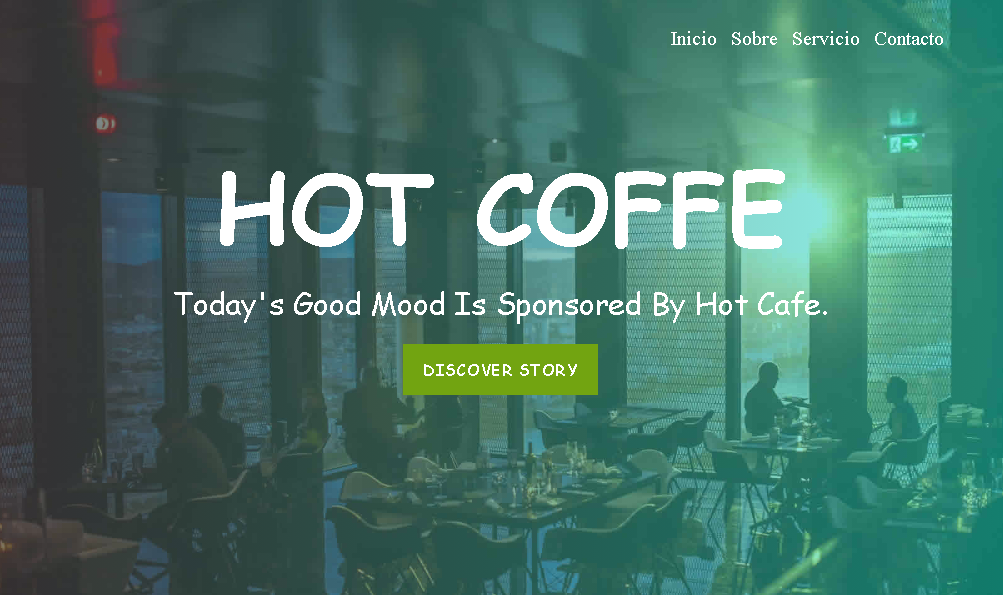 Inicio Sobre Servicio Contacto
HOT COFFE
Today's Good Mood Is Sponsored By Hot Cafe.
DISCOVER STORY